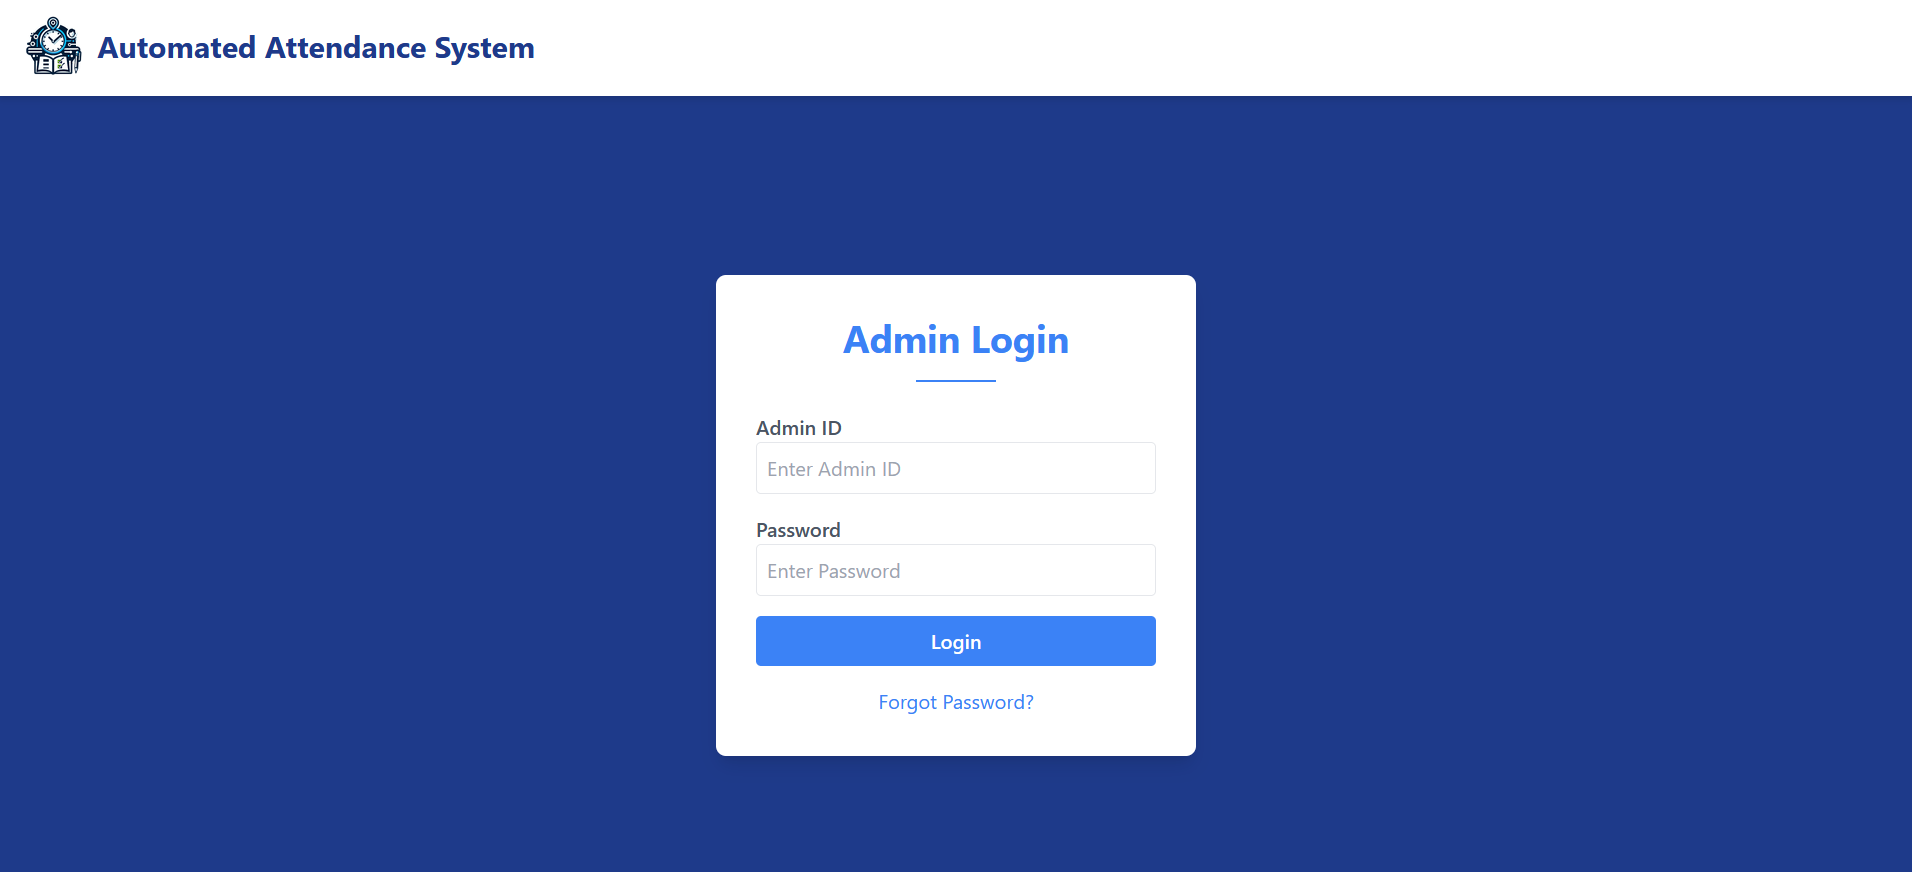 Automated Attendance System
Admin Login
Admin ID
Enter Admin ID
Password
Enter Password
Login
Forgot Password?